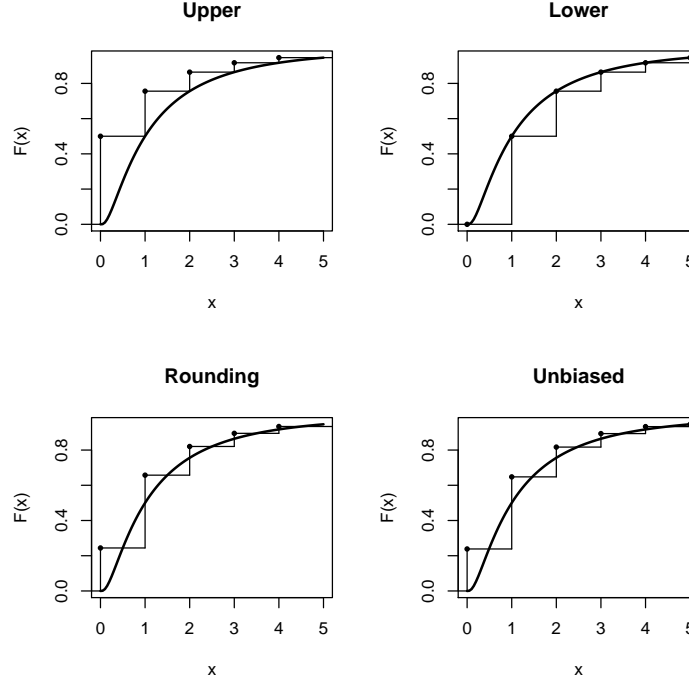 Upper
F(x)
0.0 0.4 0.8
0 1 2 3 4 5
x
Lower
F(x)
0.0 0.4 0.8
0 1 2 3 4 5
x
Rounding
F(x)
0.0 0.4 0.8
0 1 2 3 4 5
x
Unbiased
F(x)
0.0 0.4 0.8
0 1 2 3 4 5
x